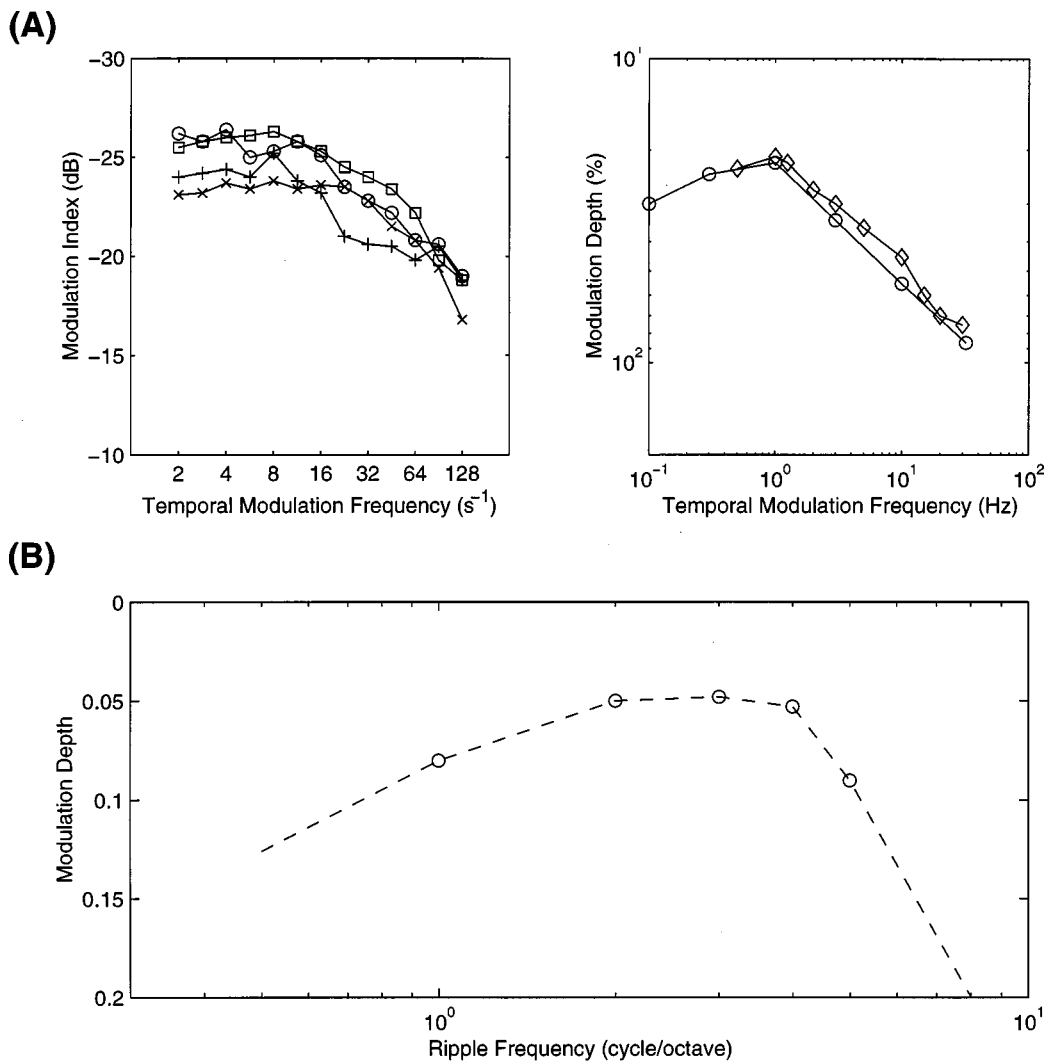 (A)
Modulation Index (dB)
−30
−25
−20
−15
−10
2 4 8 16 32 64 128
Temporal Modulation Frequency (s⁻¹)
Modulation Depth (%)
10¹
10²
10⁻¹ 10⁰ 10¹ 10²
Temporal Modulation Frequency (Hz)
(B)
Modulation Depth
0
0.05
0.1
0.15
0.2
10⁰ 10¹
Ripple Frequency (cycle/octave)